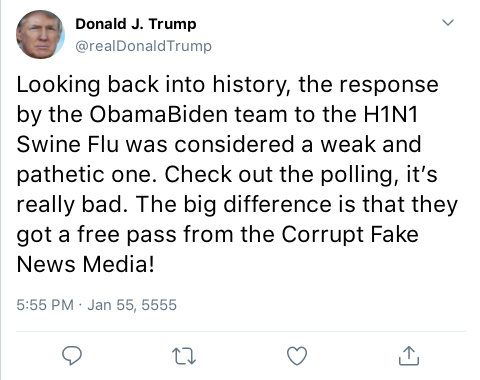 Donald J. Trump
@realDonaldTrump
Looking back into history, the response
by the ObamaBiden team to the H1N1
Swine Flu was considered a weak and
pathetic one. Check out the polling, it’s
really bad. The big difference is that they
got a free pass from the Corrupt Fake
News Media!
5:55 PM · Jan 55, 5555